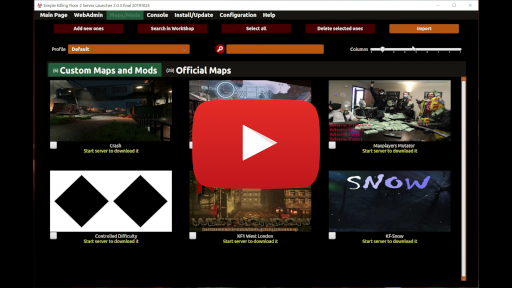 Simple Killing Floor 2 Server Launcher 2.0.3 Final 20191025
Main Page WebAdmin Maps/Mods Console Install/Update Configuration Help
Add new ones Search in WorkShop Select all Delete selected ones Import
Profile Default Columns
(6) Custom Maps and Mods Official Maps
Crash
Start server to download it
Maxplayers Mutator
Start server to download it
SNOW
Controlled Difficulty
Start server to download it
KF1 West London
Start server to download it
KF-Snow
Start server to download it